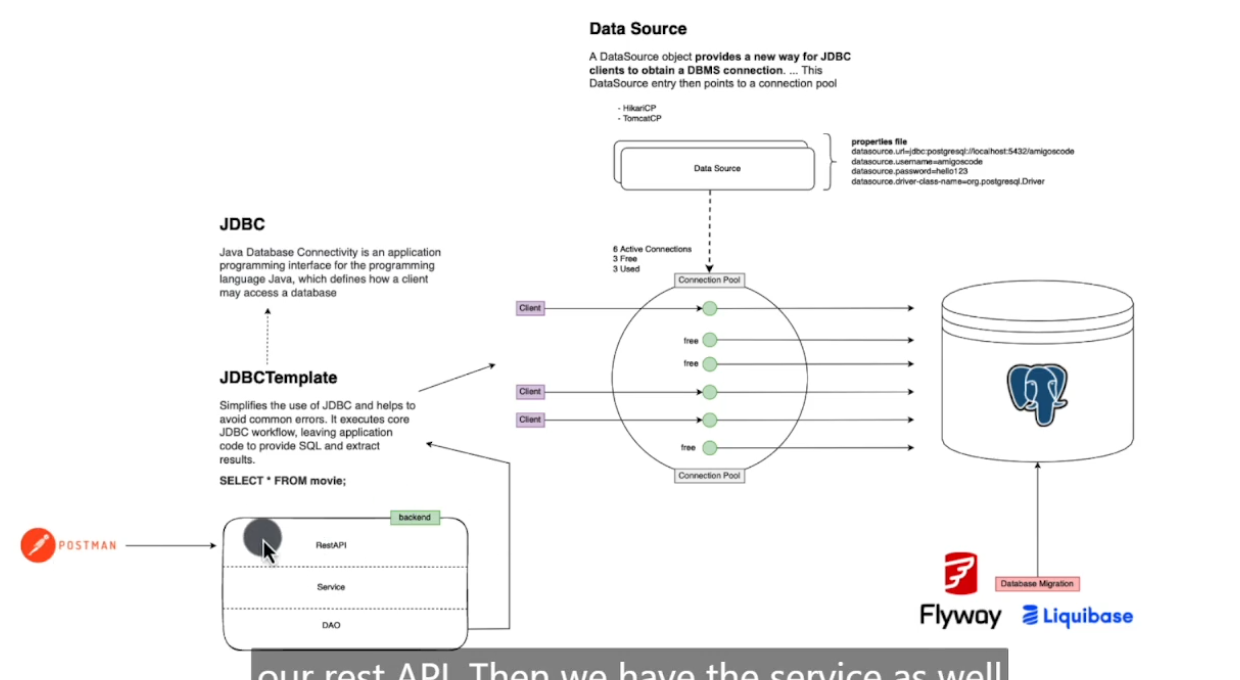 Data Source
A DataSource object provides a new way for JDBC
clients to obtain a DBMS connection. ... This
DataSource entry then points to a connection pool
- HikariCP
- TomcatCP
Data Source
properties file
datasource.url=jdbc:postgresql://localhost:5432/amigoscode
datasource.username=amigoscode
datasource.password=hello123
datasource.driver-class-name=org.postgresql.Driver
JDBC
Java Database Connectivity is an application
programming interface for the programming
language Java, which defines how a client
may access a database
6 Active Connections
3 Free
3 Used
Connection Pool
Client
free
free
Client
Client
free
Connection Pool
JDBCTemplate
Simplifies the use of JDBC and helps to
avoid common errors. It executes core
JDBC workflow, leaving application
code to provide SQL and extract
results.
SELECT * FROM movie;
backend
POSTMAN
RestAPI
Service
DAO
Database Migration
Flyway
Liquibase
our rest API. Then we have the service as well